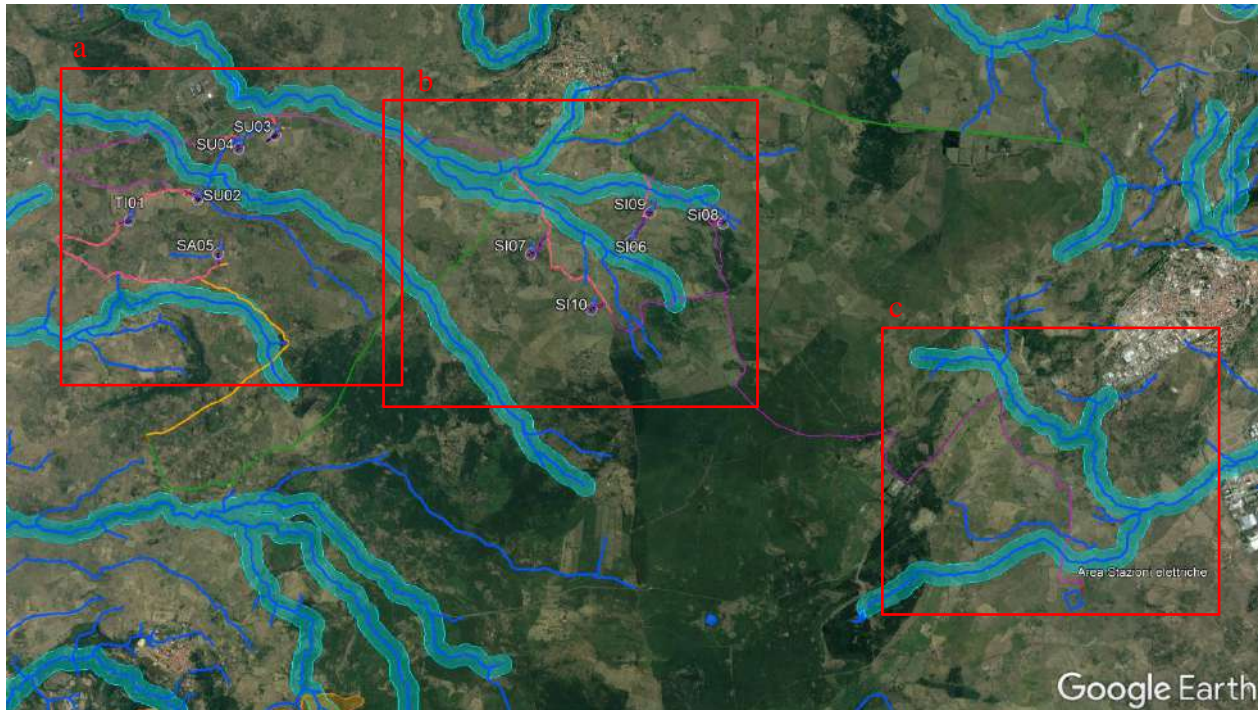 a
b
SU03
SU04
SU02
TI01
SA05
SI09
Si08
SI07
SI06
SI10
c
Area Stazioni elettriche
Google Earth